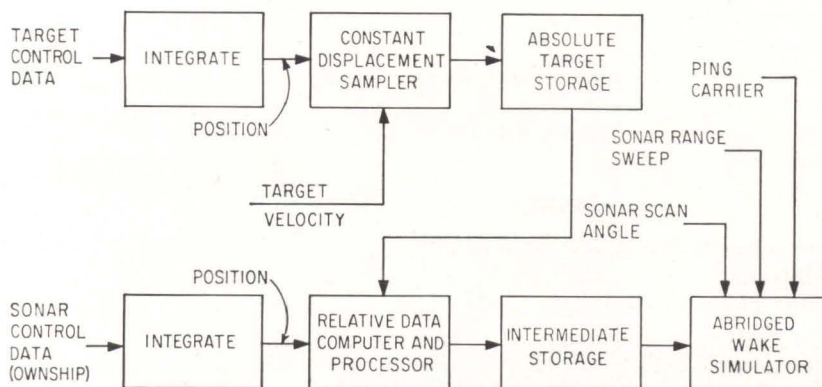 TARGET
CONTROL
DATA
INTEGRATE
POSITION
CONSTANT
DISPLACEMENT
SAMPLER
ABSOLUTE
TARGET
STORAGE
TARGET
VELOCITY
PING
CARRIER
SONAR RANGE
SWEEP
SONAR SCAN
ANGLE
SONAR
CONTROL
DATA
(OWNSHIP)
INTEGRATE
POSITION
RELATIVE DATA
COMPUTER AND
PROCESSOR
INTERMEDIATE
STORAGE
ABRIDGED
WAKE
SIMULATOR